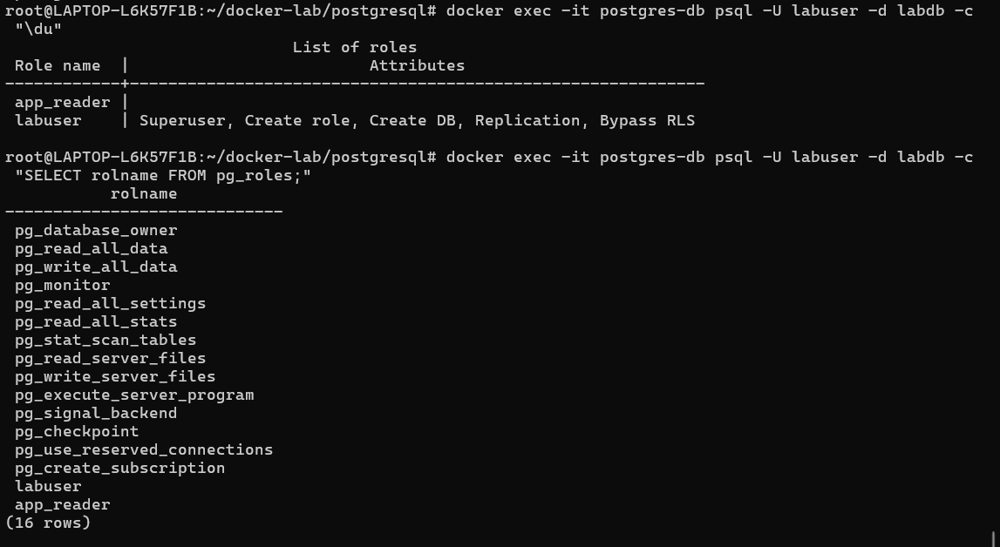 root@LAPTOP-L6K57F1B:~/docker-lab/postgresql# docker exec -it postgres-db psql -U labuser -d labdb -c
 "\du"
                              List of roles
 Role name  |                         Attributes
------------+------------------------------------------------------------
 app_reader |
 labuser    | Superuser, Create role, Create DB, Replication, Bypass RLS

root@LAPTOP-L6K57F1B:~/docker-lab/postgresql# docker exec -it postgres-db psql -U labuser -d labdb -c
 "SELECT rolname FROM pg_roles;"
           rolname
-----------------------------
 pg_database_owner
 pg_read_all_data
 pg_write_all_data
 pg_monitor
 pg_read_all_settings
 pg_read_all_stats
 pg_stat_scan_tables
 pg_read_server_files
 pg_write_server_files
 pg_execute_server_program
 pg_signal_backend
 pg_checkpoint
 pg_use_reserved_connections
 pg_create_subscription
 labuser
 app_reader
(16 rows)